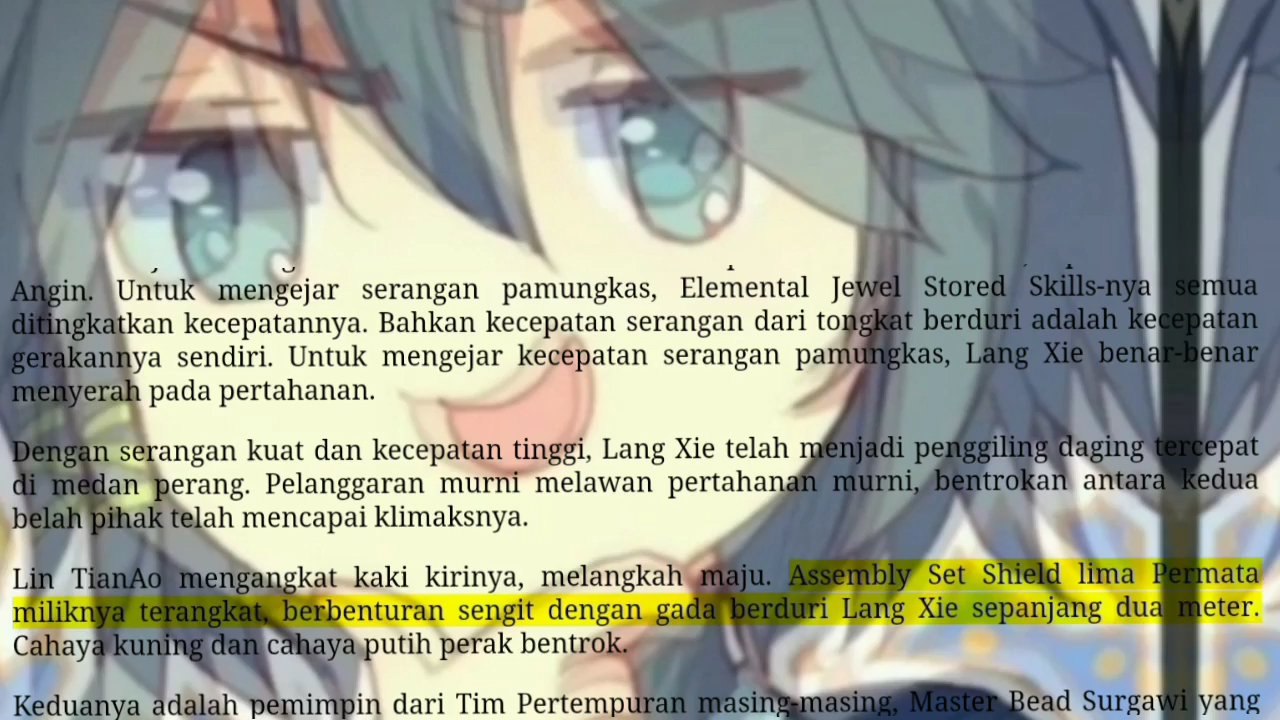 Angin. Untuk mengejar serangan pamungkas, Elemental Jewel Stored Skills-nya semua
ditingkatkan kecepatannya. Bahkan kecepatan serangan dari tongkat berduri adalah kecepatan
gerakannya sendiri. Untuk mengejar kecepatan serangan pamungkas, Lang Xie benar-benar
menyerah pada pertahanan.
Dengan serangan kuat dan kecepatan tinggi, Lang Xie telah menjadi penggiling daging tercepat
di medan perang. Pelanggaran murni melawan pertahanan murni, bentrokan antara kedua
belah pihak telah mencapai klimaksnya.
Lin TianAo mengangkat kaki kirinya, melangkah maju. Assembly Set Shield lima Permata
miliknya terangkat, berbenturan sengit dengan gada berduri Lang Xie sepanjang dua meter.
Cahaya kuning dan cahaya putih perak bentrok.
Keduanya adalah pemimpin dari Tim Pertempuran masing-masing, Master Bead Surgawi yang